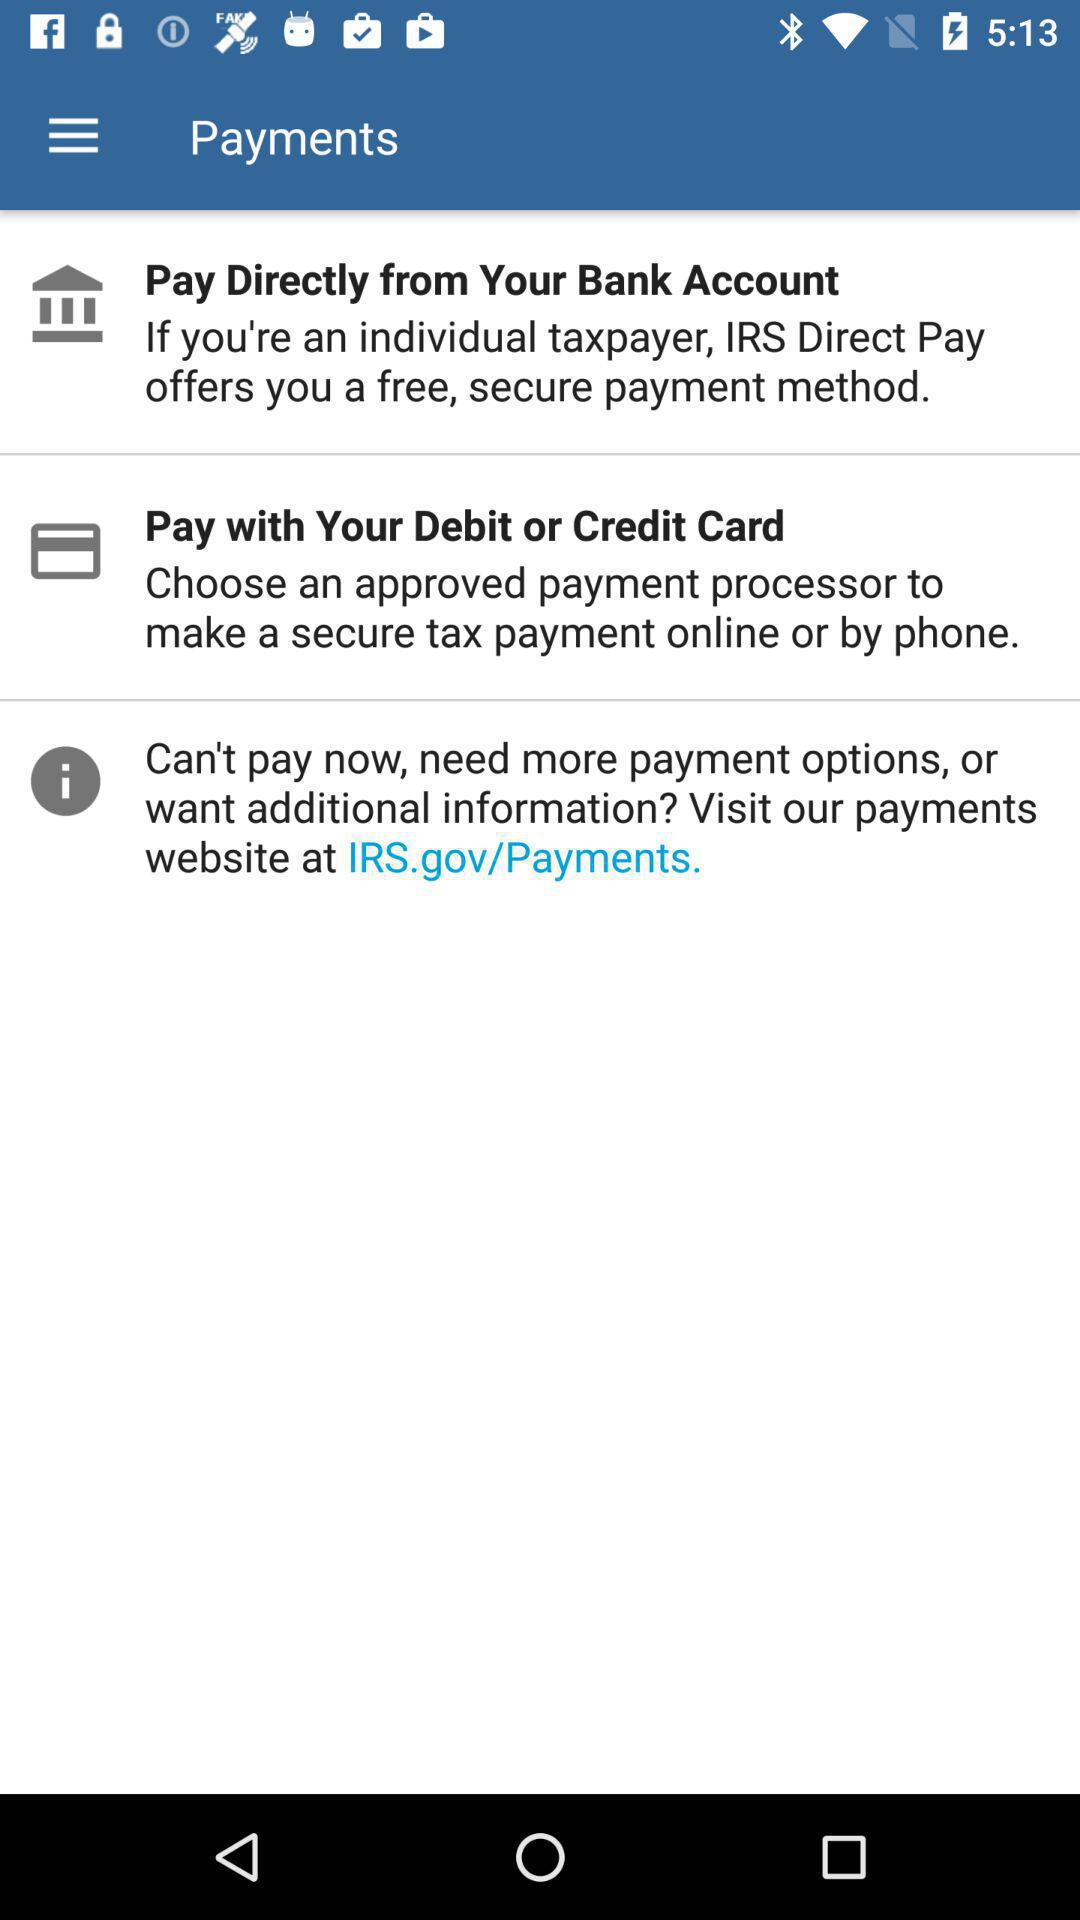 FAKE
5:13
Payments
Pay Directly from Your Bank Account
If you're an individual taxpayer, IRS Direct Pay
offers you a free, secure payment method.
Pay with Your Debit or Credit Card
Choose an approved payment processor to
make a secure tax payment online or by phone.
Can't pay now, need more payment options, or
want additional information? Visit our payments
website at IRS.gov/Payments.